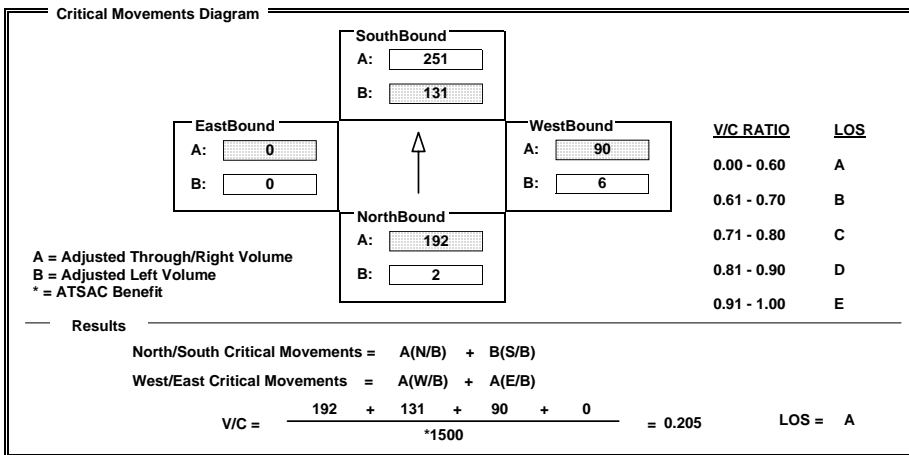 Critical Movements Diagram
SouthBound
A: 251
B: 131
EastBound
A: 0
B: 0
WestBound
A: 90
B: 6
NorthBound
A: 192
B: 2
V/C RATIO LOS
0.00 - 0.60 A
0.61 - 0.70 B
0.71 - 0.80 C
0.81 - 0.90 D
0.91 - 1.00 E
A = Adjusted Through/Right Volume
B = Adjusted Left Volume
* = ATSAC Benefit
Results
North/South Critical Movements = A(N/B) + B(S/B)
West/East Critical Movements = A(W/B) + A(E/B)
V/C = 192 + 131 + 90 + 0 = 0.205 LOS = A
*1500